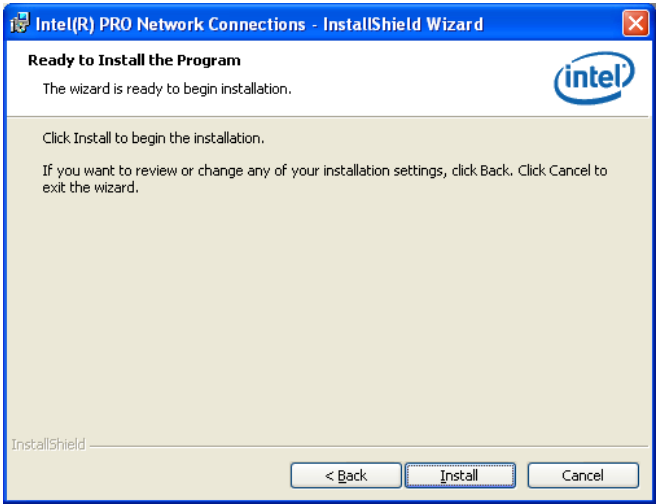 Intel(R) PRO Network Connections - InstallShield Wizard
Ready to Install the Program
The wizard is ready to begin installation.
intel
Click Install to begin the installation.
If you want to review or change any of your installation settings, click Back. Click Cancel to
exit the wizard.
InstallShield
< Back
Install
Cancel